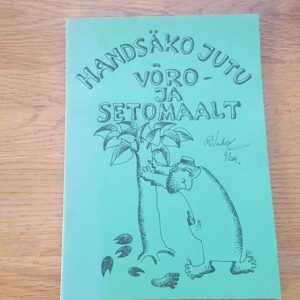 HANDSÄKO JUTU
VÕRO-
JA
SETOMAALT